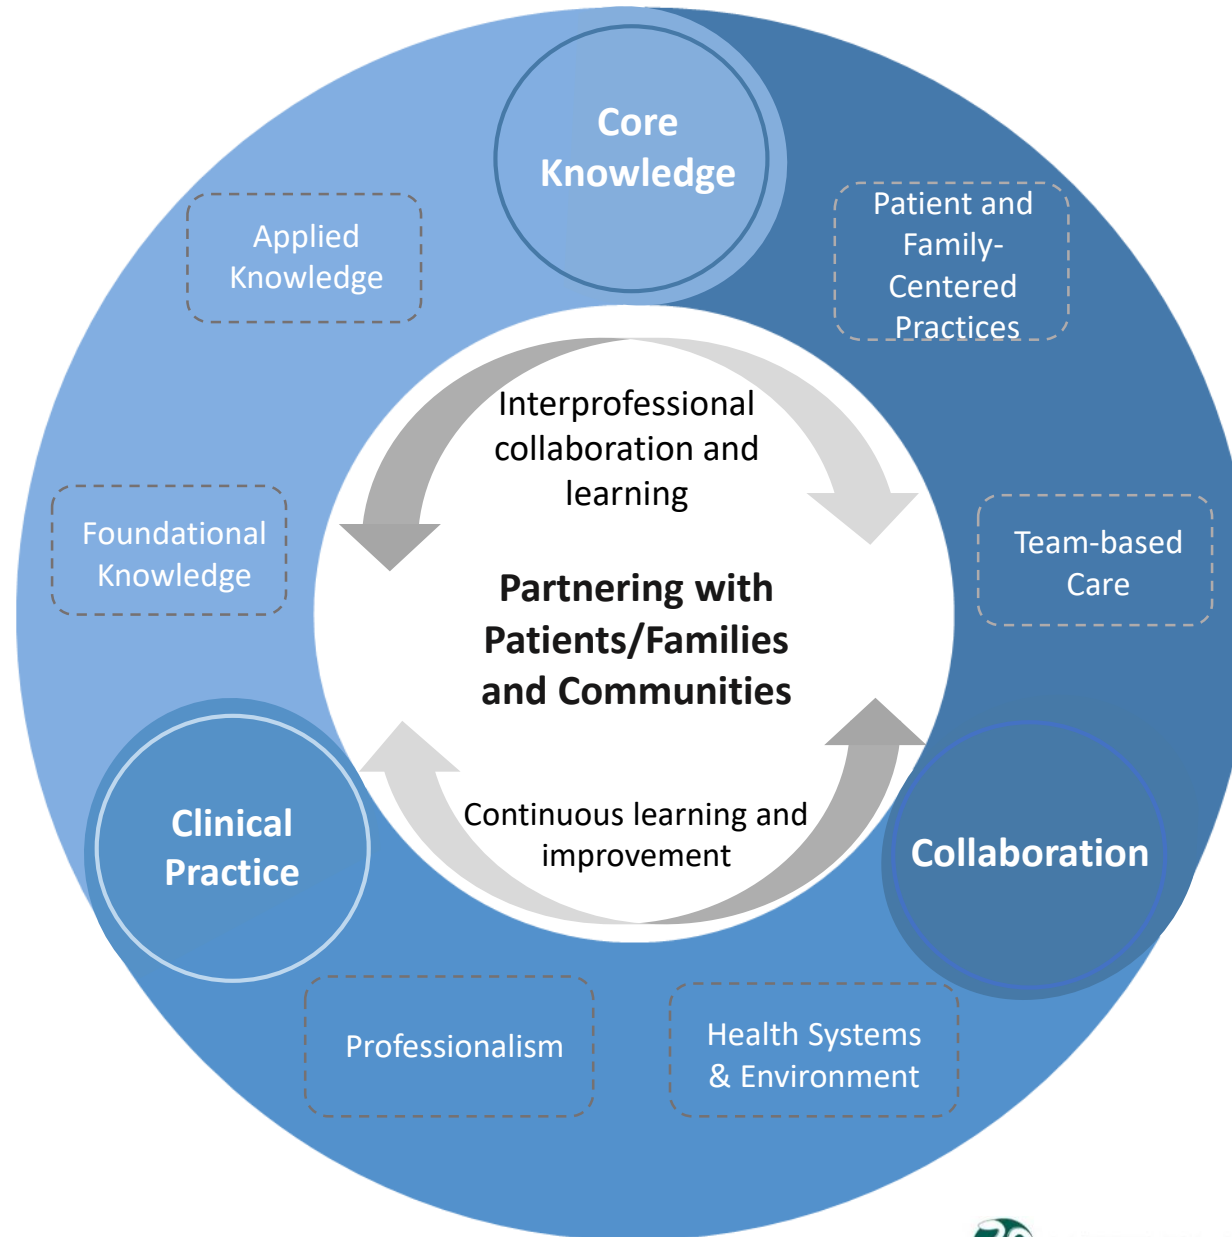 Core
Knowledge
Applied
Knowledge
Patient and
Family-
Centered
Practices
Interprofessional
collaboration and
learning
Foundational
Knowledge
Team-based
Care
Partnering with
Patients/Families
and Communities
Clinical
Practice
Continuous learning and
improvement
Collaboration
Professionalism
Health Systems
& Environment